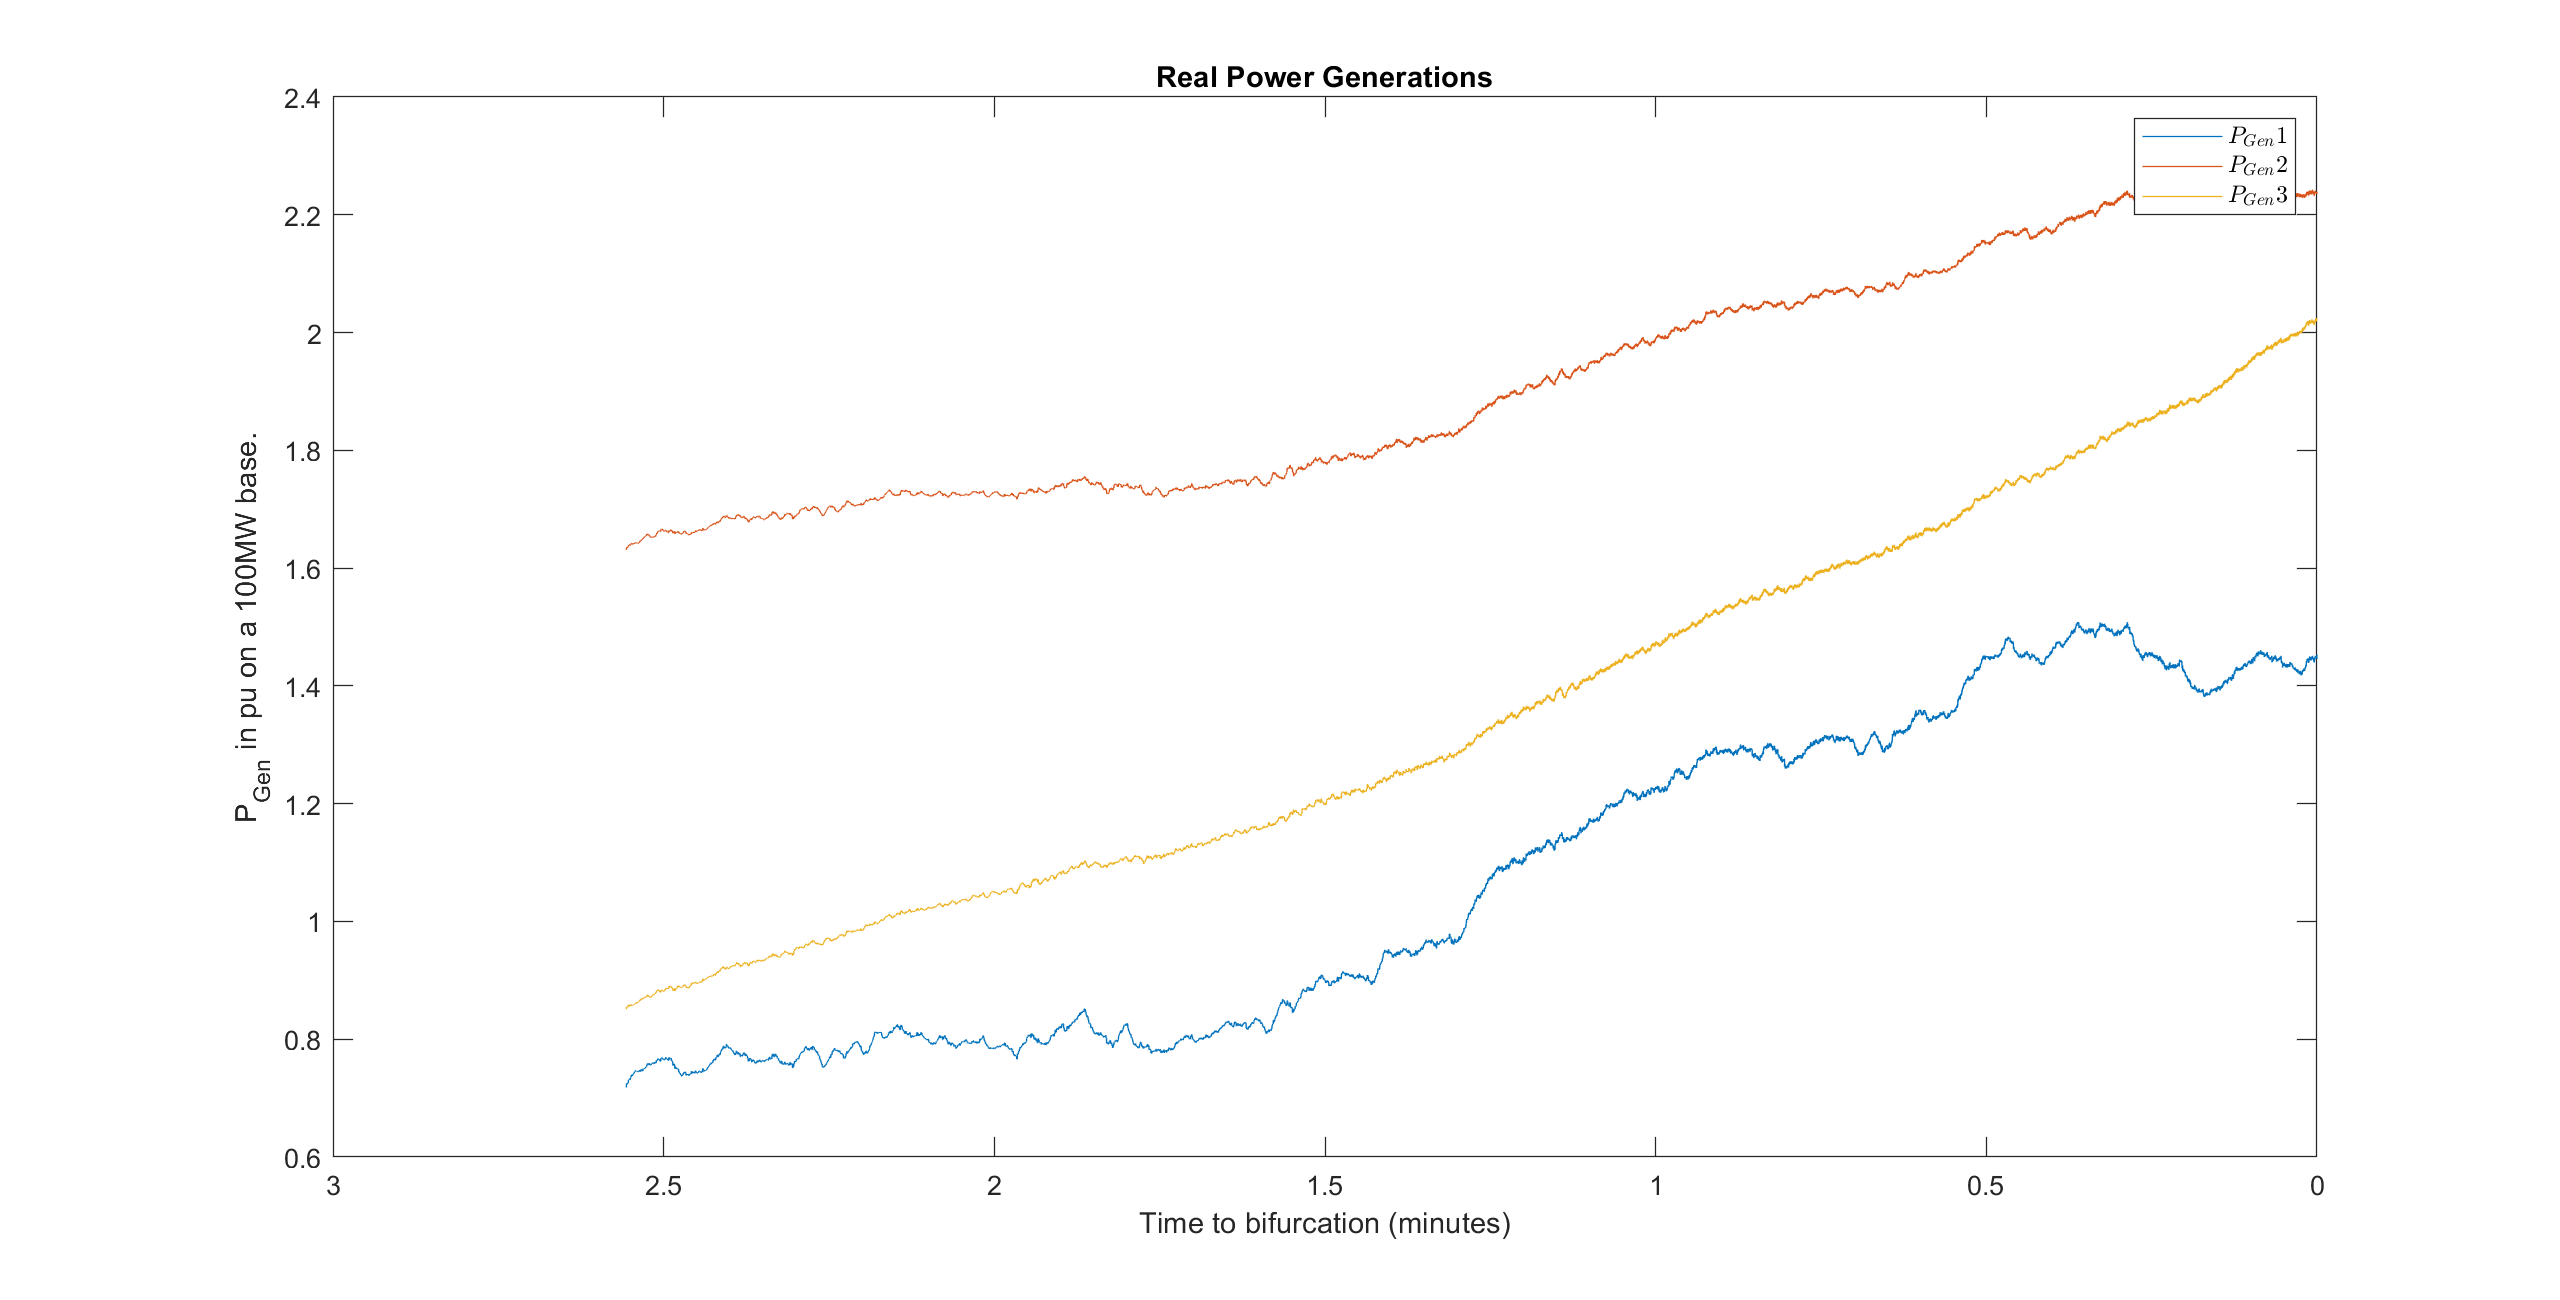 Real Power Generations
2.4
2.2
2
1.8
1.6
1.4
1.2
1
0.8
0.6
P_Gen in pu on a 100MW base.
P_Gen1
P_Gen2
P_Gen3
3 2.5 2 1.5 1 0.5 0
Time to bifurcation (minutes)